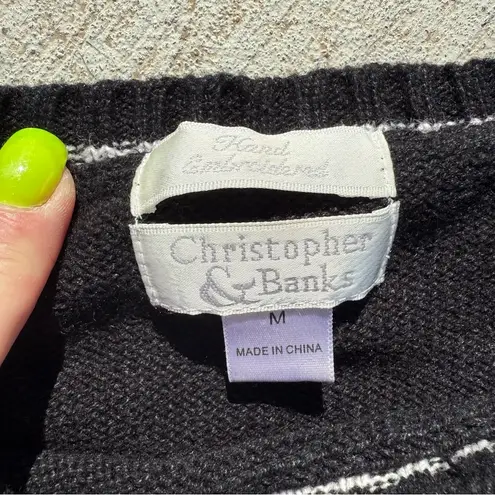 Hand
Embroidered
Christopher
& Banks
M
MADE IN CHINA